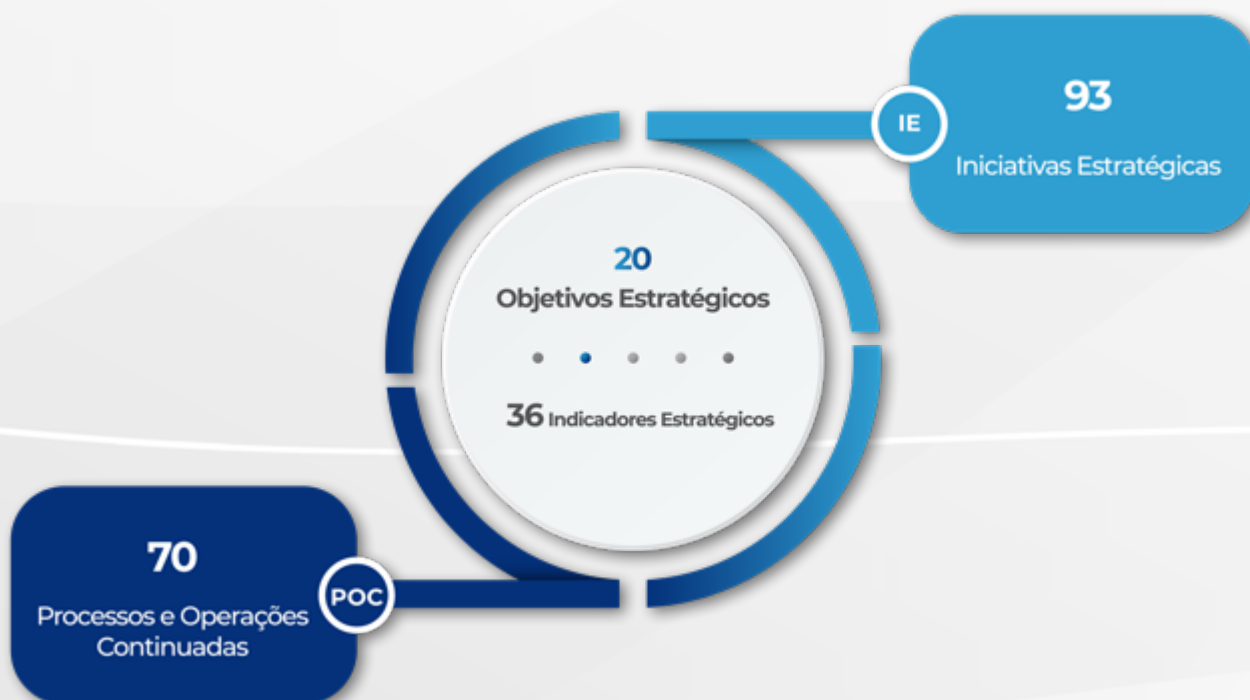 93
IE
Iniciativas Estratégicas
20
Objetivos Estratégicos
36 Indicadores Estratégicos
70
POC
Processos e Operações
Continuadas